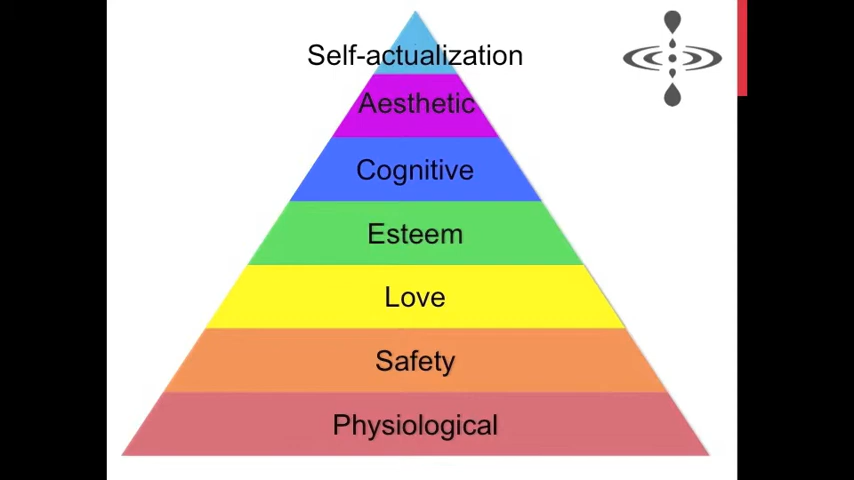 Self-actualization
Aesthetic
Cognitive
Esteem
Love
Safety
Physiological